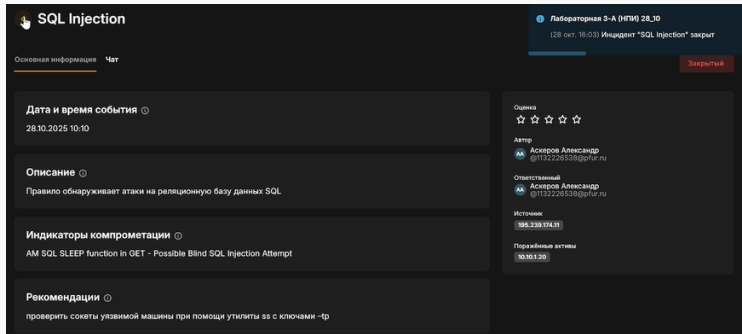 SQL Injection
Лабораторная 3-А (НПИ) 28_10
(28 окт. 16:03) Инцидент "SQL Injection" закрыт
Основная информация Чат
Закрытый
Дата и время события
28.10.2025 10:10
Описание
Правило обнаруживает атаки на реляционную базу данных SQL
Индикаторы компрометации
AM SQL SLEEP function in GET - Possible Blind SQL Injection Attempt
Рекомендации
проверить сокеты уязвимой машины при помощи утилиты ss с ключами –tp
Оценка
Автор
АА Аскеров Александр
@1132226538@pfur.ru
Ответственный
АА Аскеров Александр
@1132226538@pfur.ru
Источник
195.239.174.11
Поражённые активы
10.10.1.20